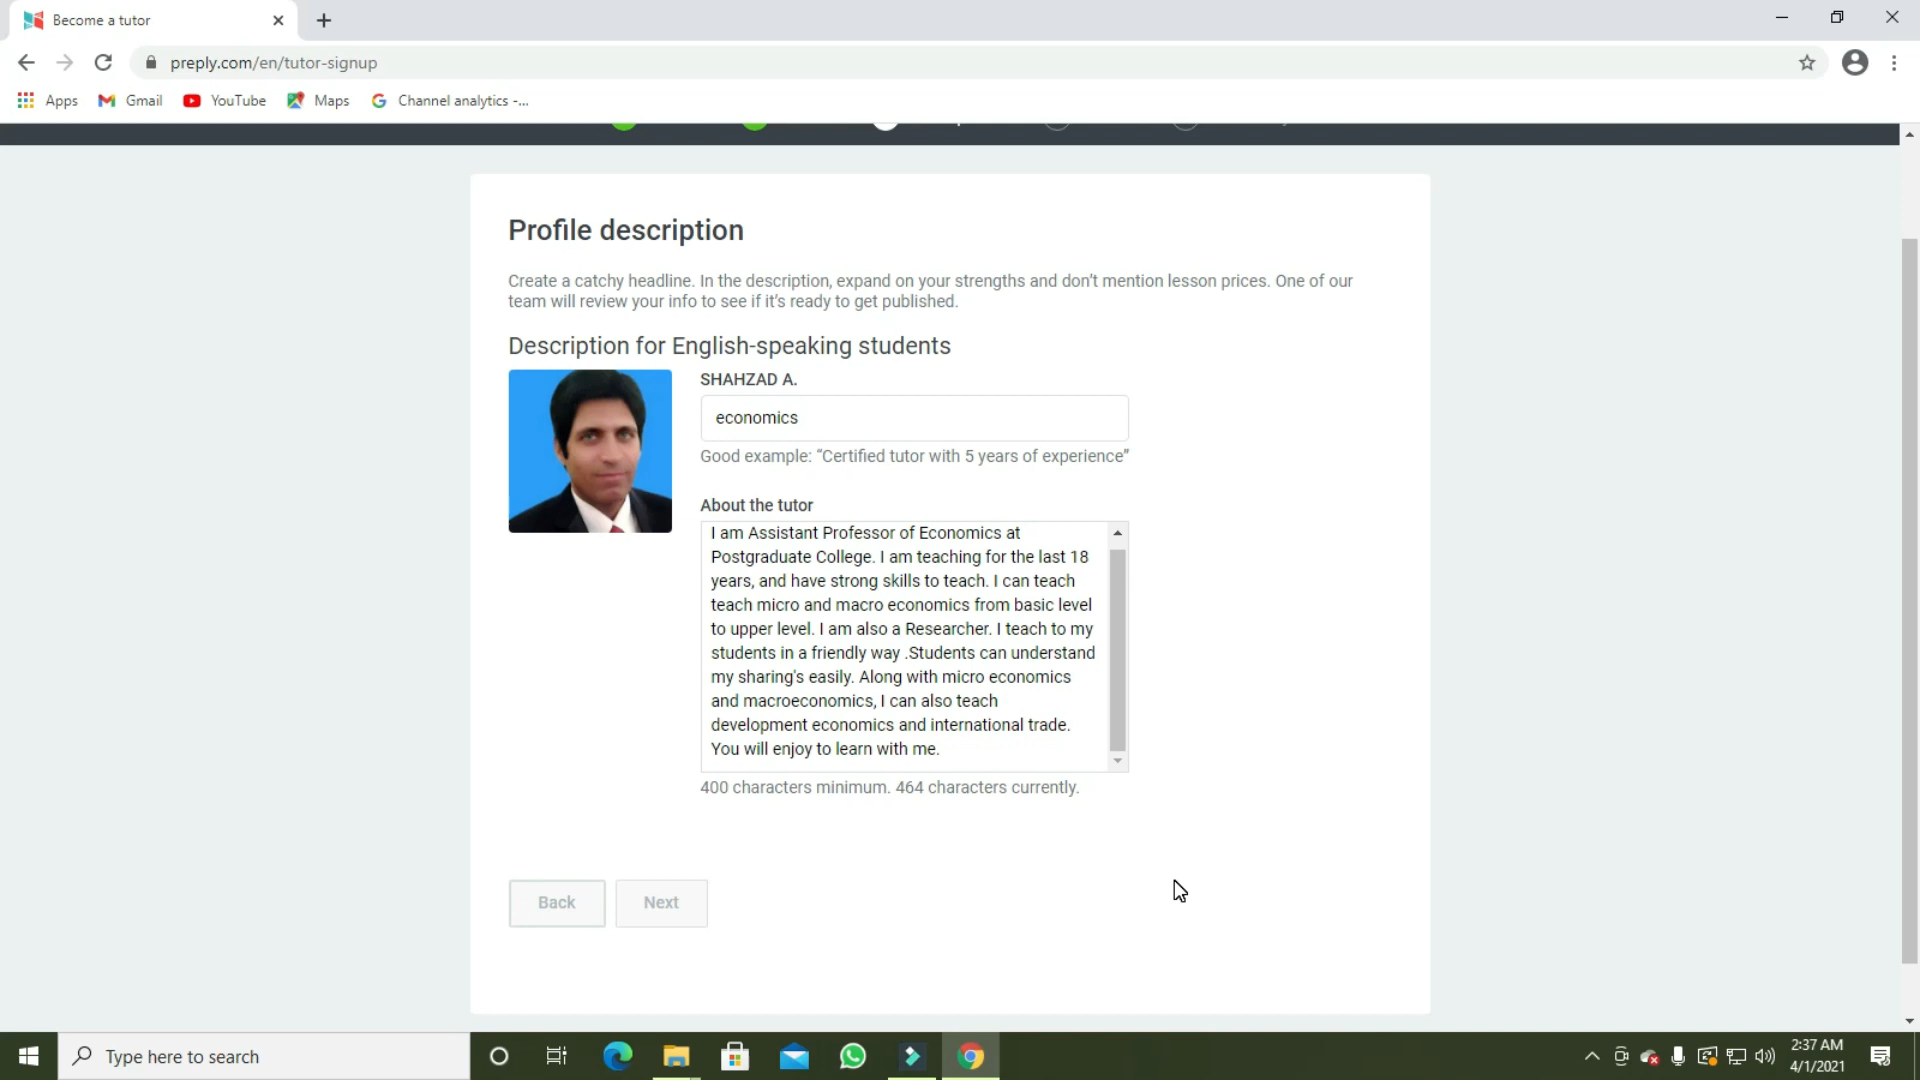 Become a tutor
preply.com/en/tutor-signup
Apps
Gmail
YouTube
Maps
Channel analytics -...
Profile description
Create a catchy headline. In the description, expand on your strengths and don't mention lesson prices. One of our
team will review your info to see if it's ready to get published.
Description for English-speaking students
SHAHZAD A.
economics
Good example: “Certified tutor with 5 years of experience”
About the tutor
I am Assistant Professor of Economics at
Postgraduate College. I am teaching for the last 18
years, and have strong skills to teach. I can teach
teach micro and macro economics from basic level
to upper level. I am also a Researcher. I teach to my
students in a friendly way .Students can understand
my sharing's easily. Along with micro economics
and macroeconomics, I can also teach
development economics and international trade.
You will enjoy to learn with me.
400 characters minimum. 464 characters currently.
Back
Next
Type here to search
2:37 AM
4/1/2021